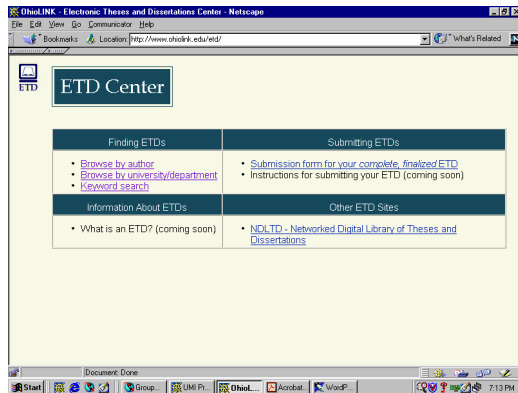 OhioLINK - Electronic Theses and Dissertations Center - Netscape
File Edit View Go Communicator Help
Bookmarks Location: http://www.ohiolink.edu/etd/ What's Related
ETD
ETD Center
Finding ETDs
Submitting ETDs
• Browse by author
• Browse by university/department
• Keyword search
• Submission form for your complete, finalized ETD
• Instructions for submitting your ETD (coming soon)
Information About ETDs
Other ETD Sites
• What is an ETD? (coming soon)
• NDLTD - Networked Digital Library of Theses and
Dissertations
Document: Done
Start Group... UMI Pr... OhioL... Acrobat... WordP... 7:13 PM